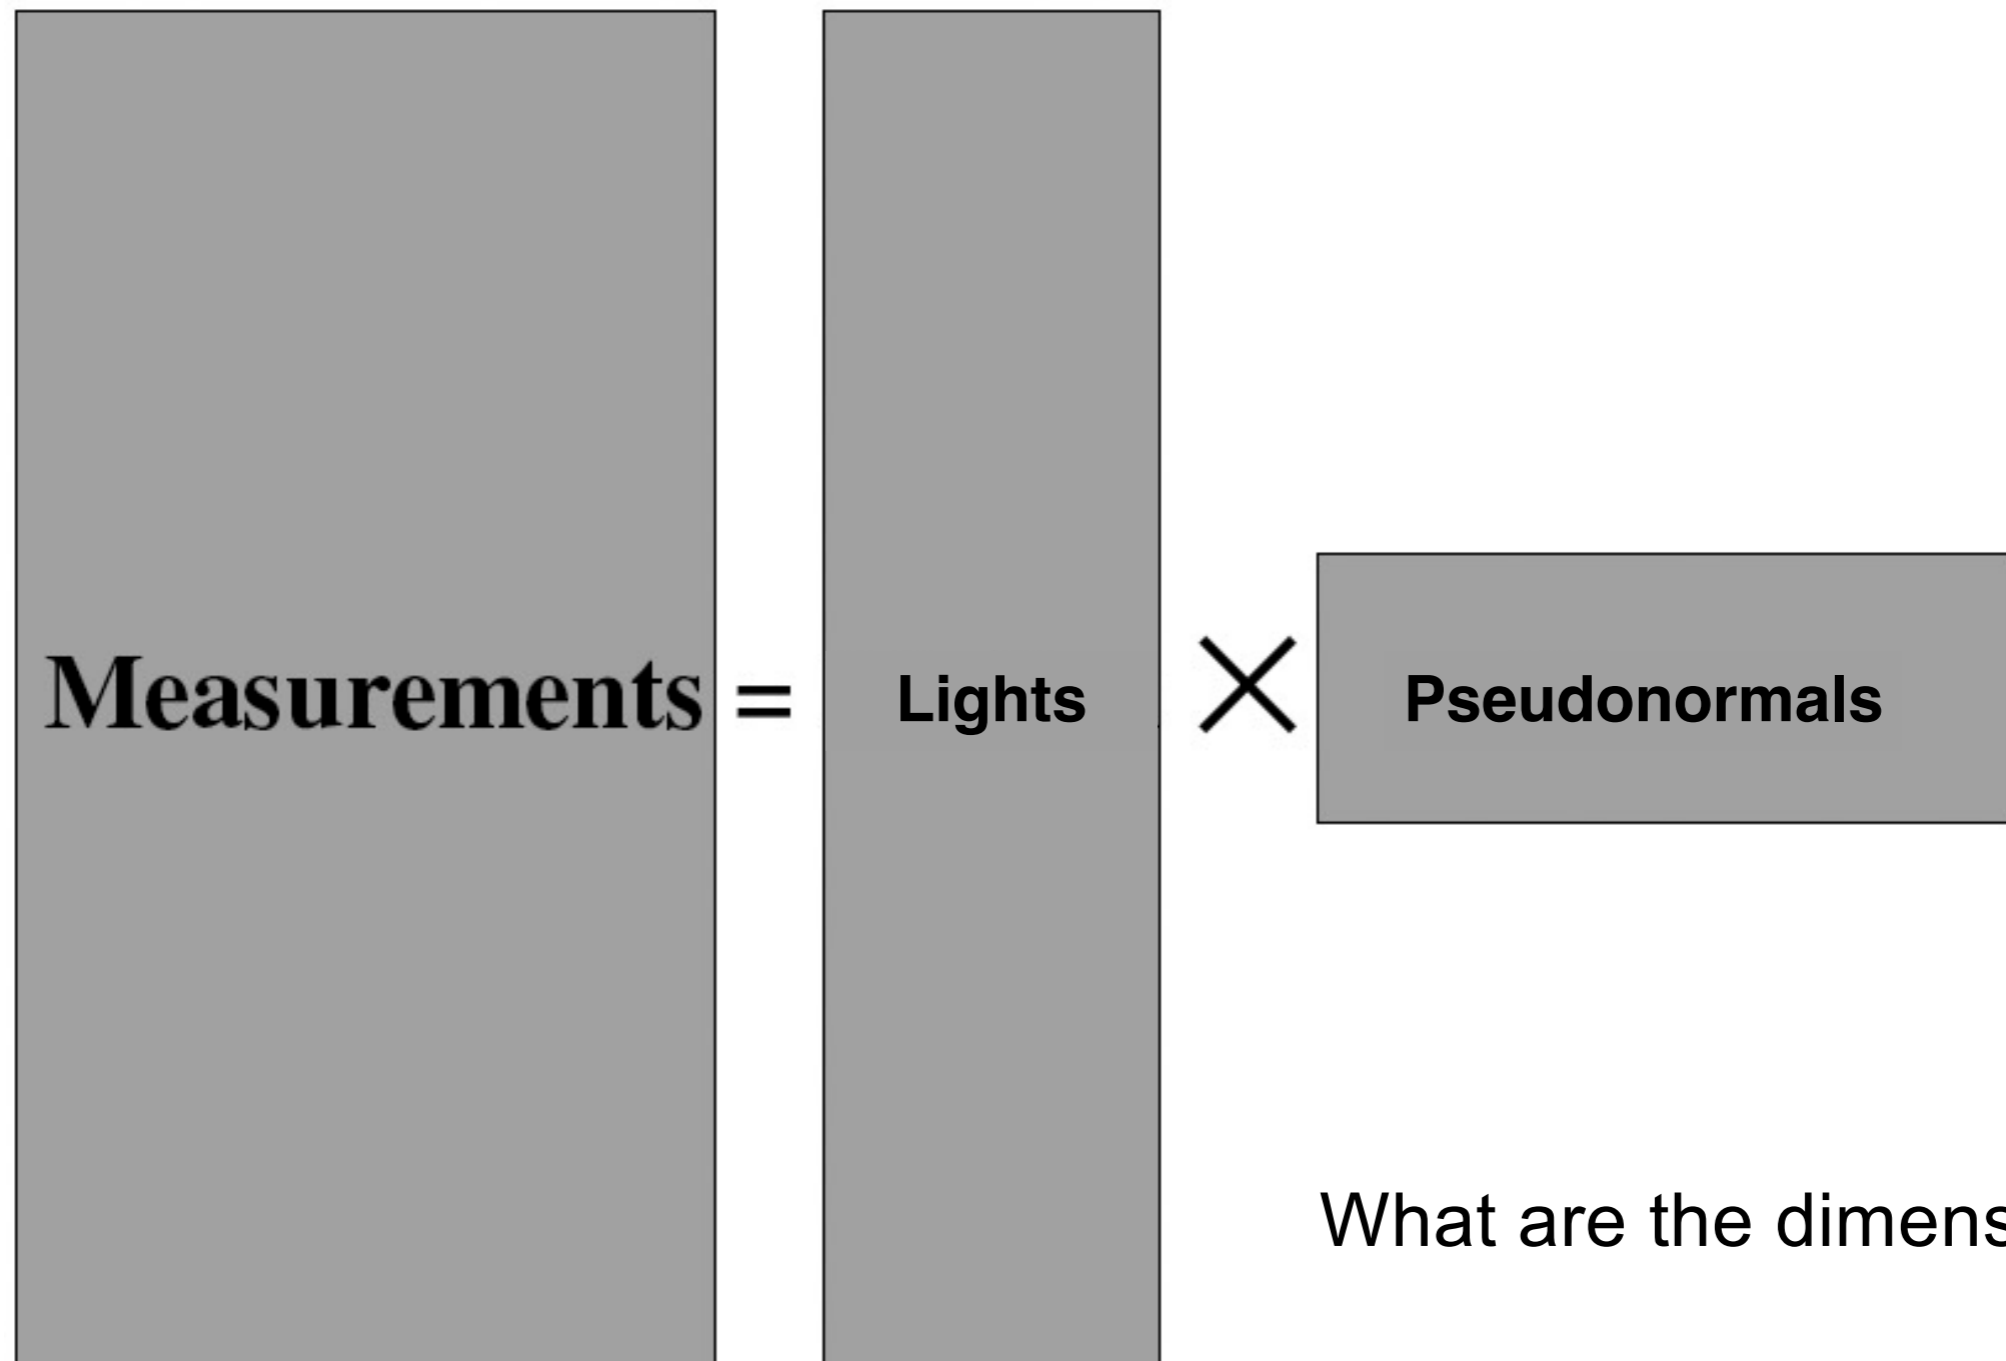 Measurements = Lights × Pseudonormals
What are the dimens